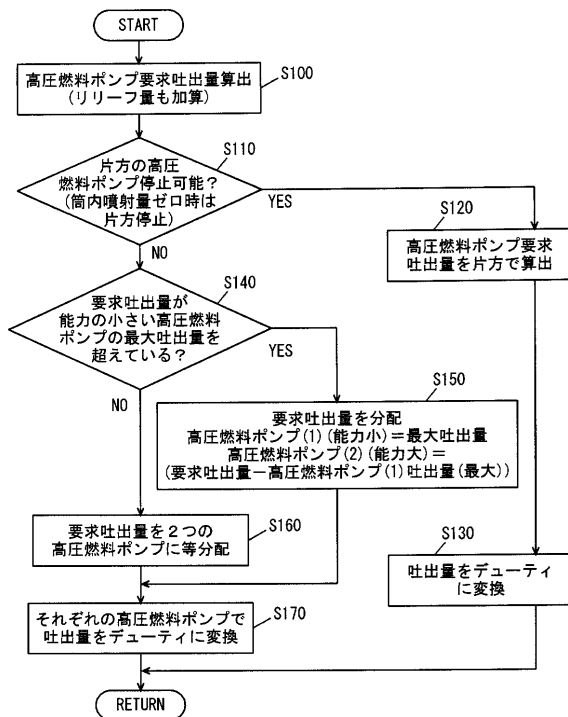 START
S100
高圧燃料ポンプ要求吐出量算出
(リリーフ量も加算)
S110
片方の高圧
燃料ポンプ停止可能?
(筒内噴射量ゼロ時は
片方停止)
YES
NO
S120
高圧燃料ポンプ要求
吐出量を片方で算出
S140
要求吐出量が
能力の小さい高圧燃料
ポンプの最大吐出量を
超えている?
YES
NO
S150
要求吐出量を分配
高圧燃料ポンプ(1)(能力小)=最大吐出量
高圧燃料ポンプ(2)(能力大)=
(要求吐出量-高圧燃料ポンプ(1)吐出量(最大))
S160
要求吐出量を2つの
高圧燃料ポンプに等分配
S130
吐出量をデューティ
に変換
S170
それぞれの高圧燃料ポンプで
吐出量をデューティに変換
RETURN